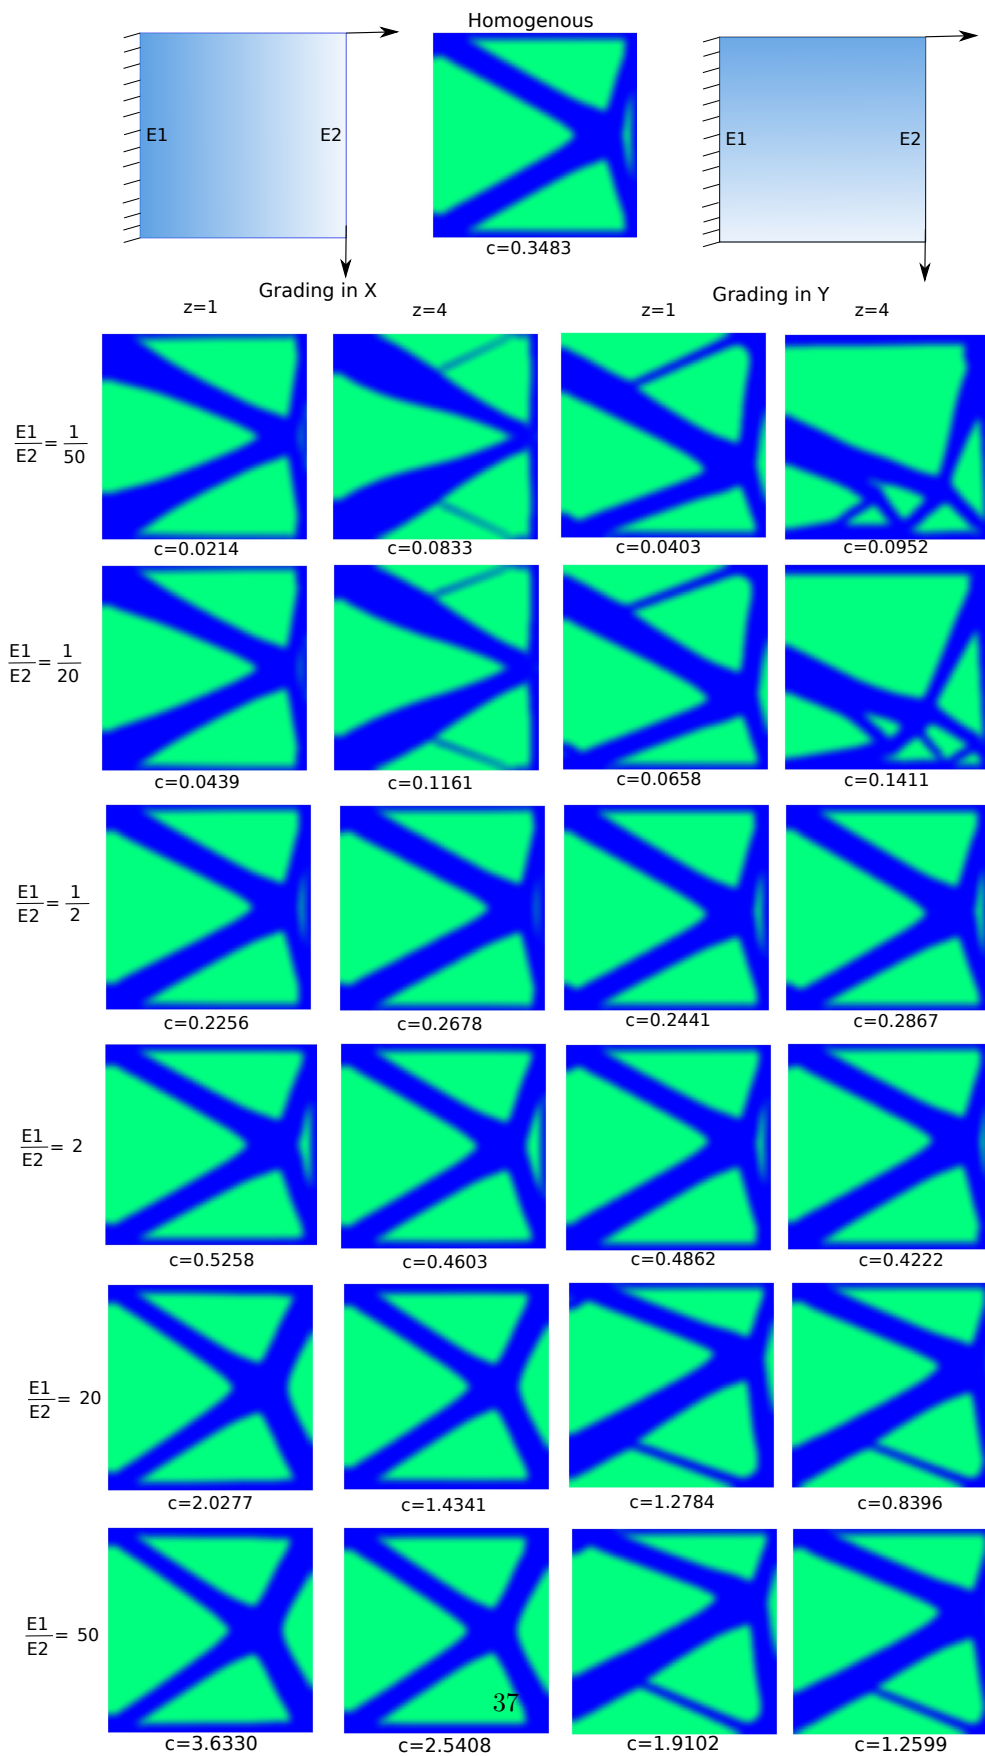 Homogenous
E1 E2
E1 E2
c=0.3483
Grading in X
Grading in Y
z=1 z=4 z=1 z=4
E1/E2 = 1/50
c=0.0214 c=0.0833 c=0.0403 c=0.0952
E1/E2 = 1/20
c=0.0439 c=0.1161 c=0.0658 c=0.1411
E1/E2 = 1/2
c=0.2256 c=0.2678 c=0.2441 c=0.2867
E1/E2 = 2
c=0.5258 c=0.4603 c=0.4862 c=0.4222
E1/E2 = 20
c=2.0277 c=1.4341 c=1.2784 c=0.8396
E1/E2 = 50
37
c=3.6330 c=2.5408 c=1.9102 c=1.2599